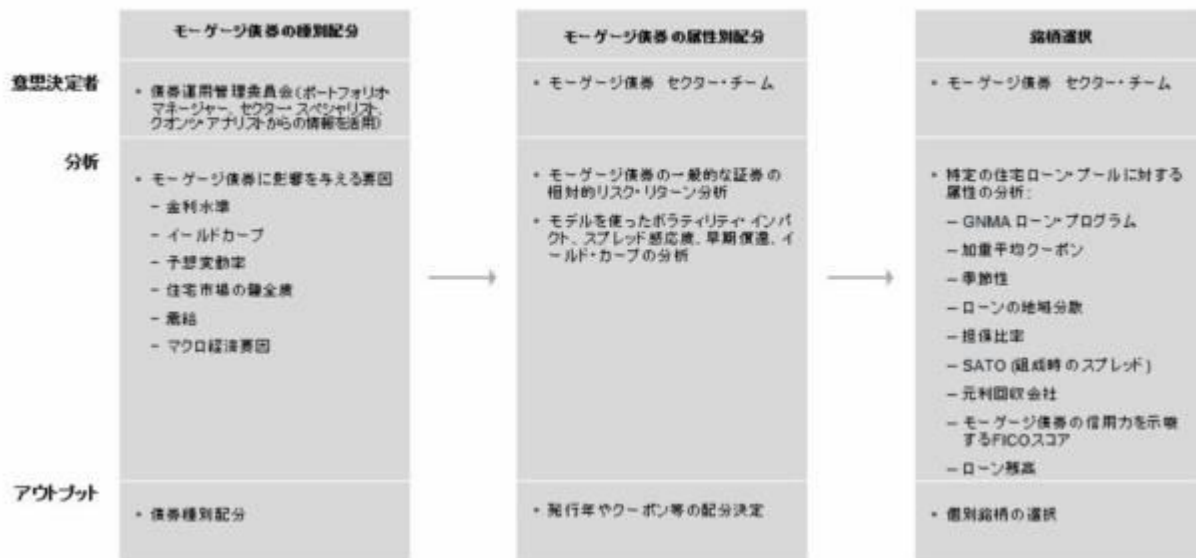 モーゲージ債券の種別配分
モーゲージ債券の属性別配分
銘柄選択
意思決定者
・債券運用管理委員会(ポートフォリオ・
マネージャー、セクター・スペシャリスト、
クオンツ・アナリストからの情報を活用)
・モーゲージ債券 セクター・チーム
・モーゲージ債券 セクター・チーム
分析
・モーゲージ債券に影響を与える要因
– 金利水準
– イールドカーブ
– 予想変動率
– 住宅市場の健全度
– 需給
– マクロ経済要因
・モーゲージ債券の一般的な証券の
相対的リスク・リターン分析
・モデルを使ったボラティリティ・インパ
クト、スプレッド感応度、早期償還、イ
ールド・カーブの分析
・特定の住宅ローン・プールに対する
属性の分析:
– GNMA ローン・プログラム
– 加重平均クーポン
– 季節性
– ローンの地域分散
– 担保比率
– SATO (組成時のスプレッド)
– 元利回収会社
– モーゲージ債券の信用力を示唆
するFICOスコア
– ローン残高
アウトプット
・債券種別配分
・発行年やクーポン等の配分決定
・個別銘柄の選択